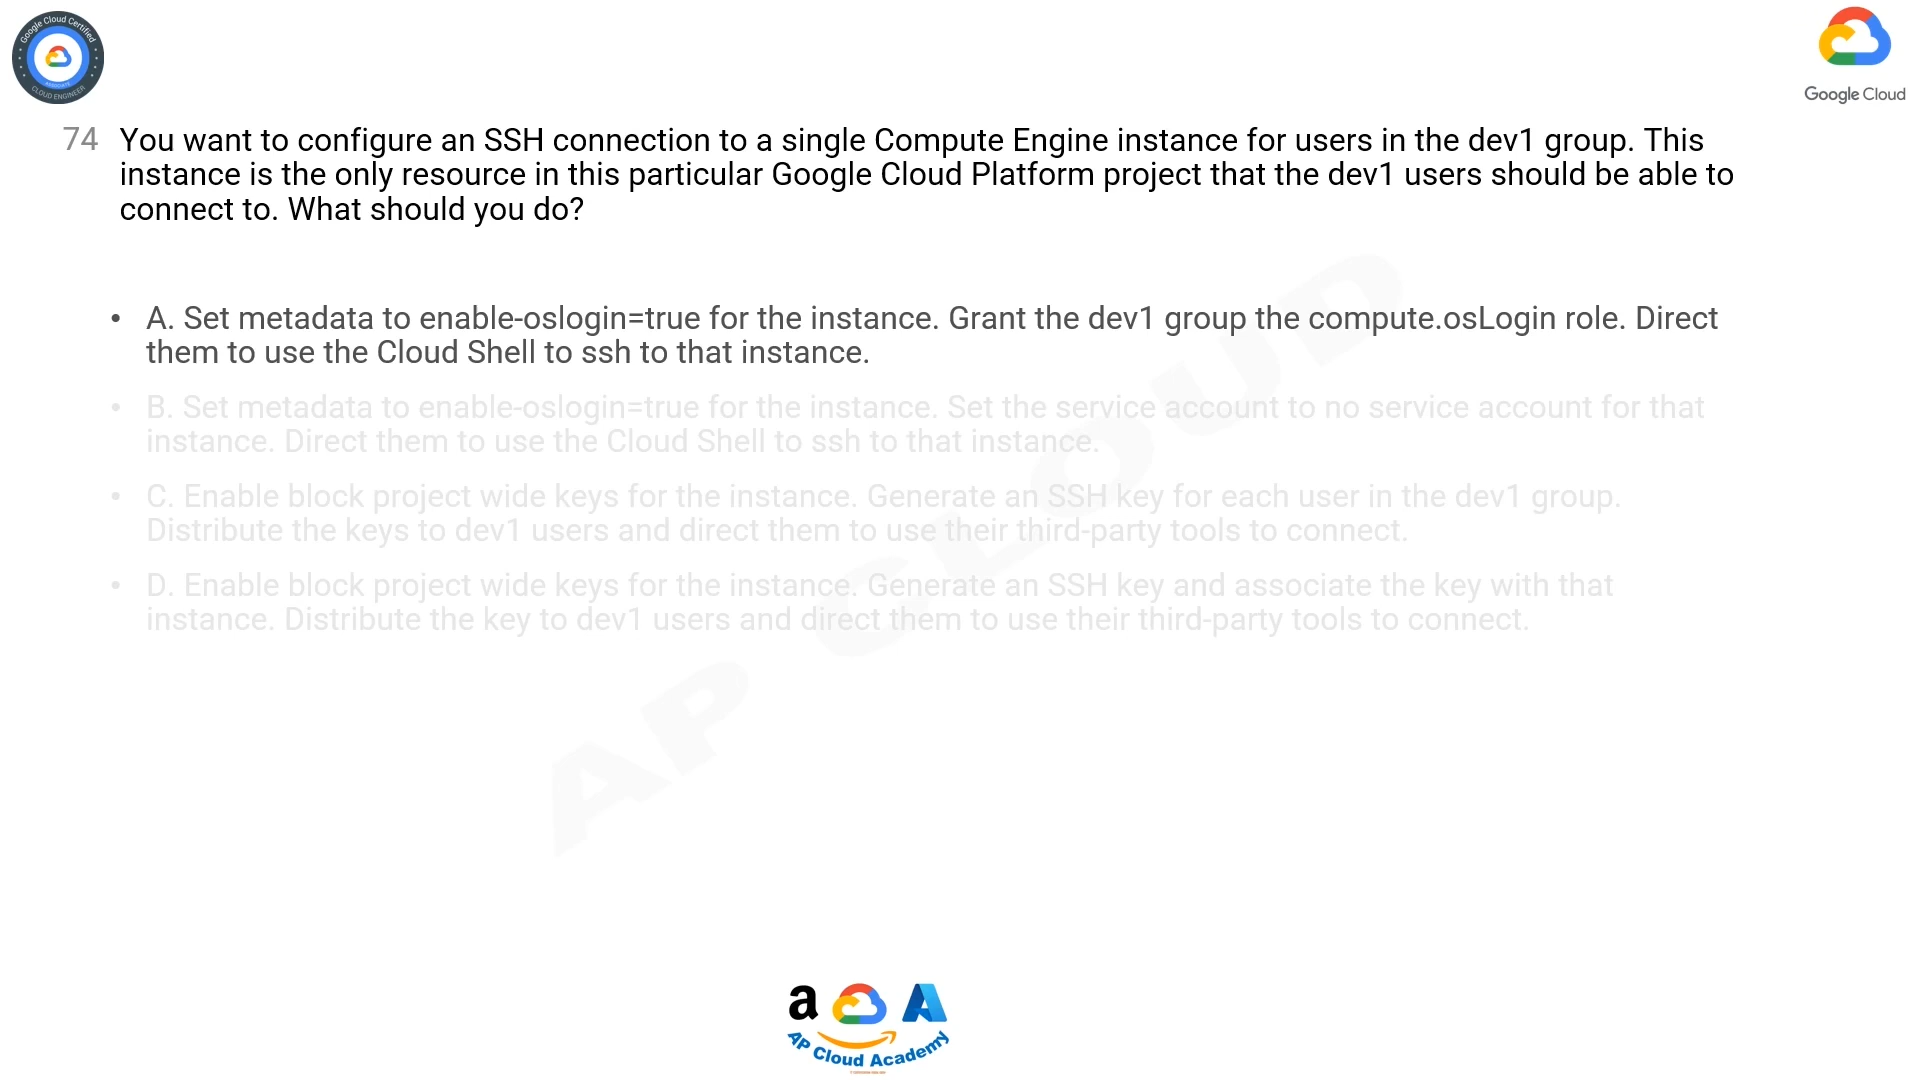 Google Cloud Certified
ASSOCIATE
CLOUD ENGINEER
Google Cloud
74 You want to configure an SSH connection to a single Compute Engine instance for users in the dev1 group. This
instance is the only resource in this particular Google Cloud Platform project that the dev1 users should be able to
connect to. What should you do?
• A. Set metadata to enable-oslogin=true for the instance. Grant the dev1 group the compute.osLogin role. Direct
them to use the Cloud Shell to ssh to that instance.
• B. Set metadata to enable-oslogin=true for the instance. Set the service account to no service account for that
instance. Direct them to use the Cloud Shell to ssh to that instance.
• C. Enable block project wide keys for the instance. Generate an SSH key for each user in the dev1 group.
Distribute the keys to dev1 users and direct them to use their third-party tools to connect.
• D. Enable block project wide keys for the instance. Generate an SSH key and associate the key with that
instance. Distribute the key to dev1 users and direct them to use their third-party tools to connect.
AP CLOUD
a A
AP Cloud Academy